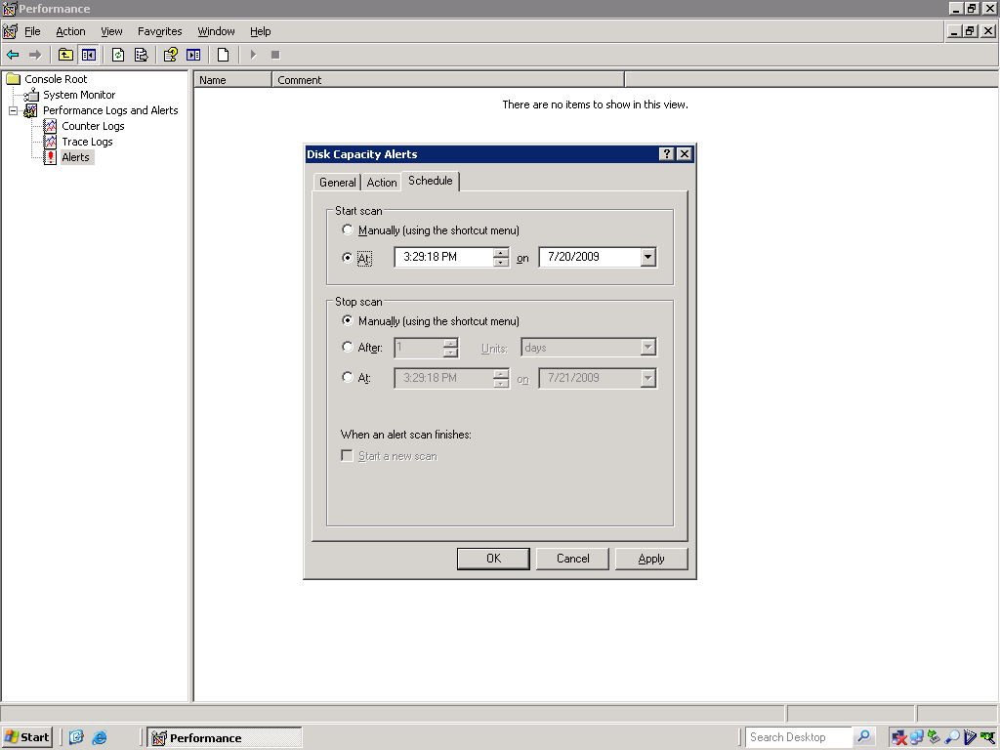 Performance
File Action View Favorites Window Help
Console Root
System Monitor
Performance Logs and Alerts
Counter Logs
Trace Logs
Alerts
Name Comment
There are no items to show in this view.
Disk Capacity Alerts
General Action Schedule
Start scan
Manually (using the shortcut menu)
At: 3:29:18 PM on 7/20/2009
Stop scan
Manually (using the shortcut menu)
After: 1 Units: days
At: 3:29:18 PM on 7/21/2009
When an alert scan finishes:
Start a new scan
OK Cancel Apply
Start Performance Search Desktop